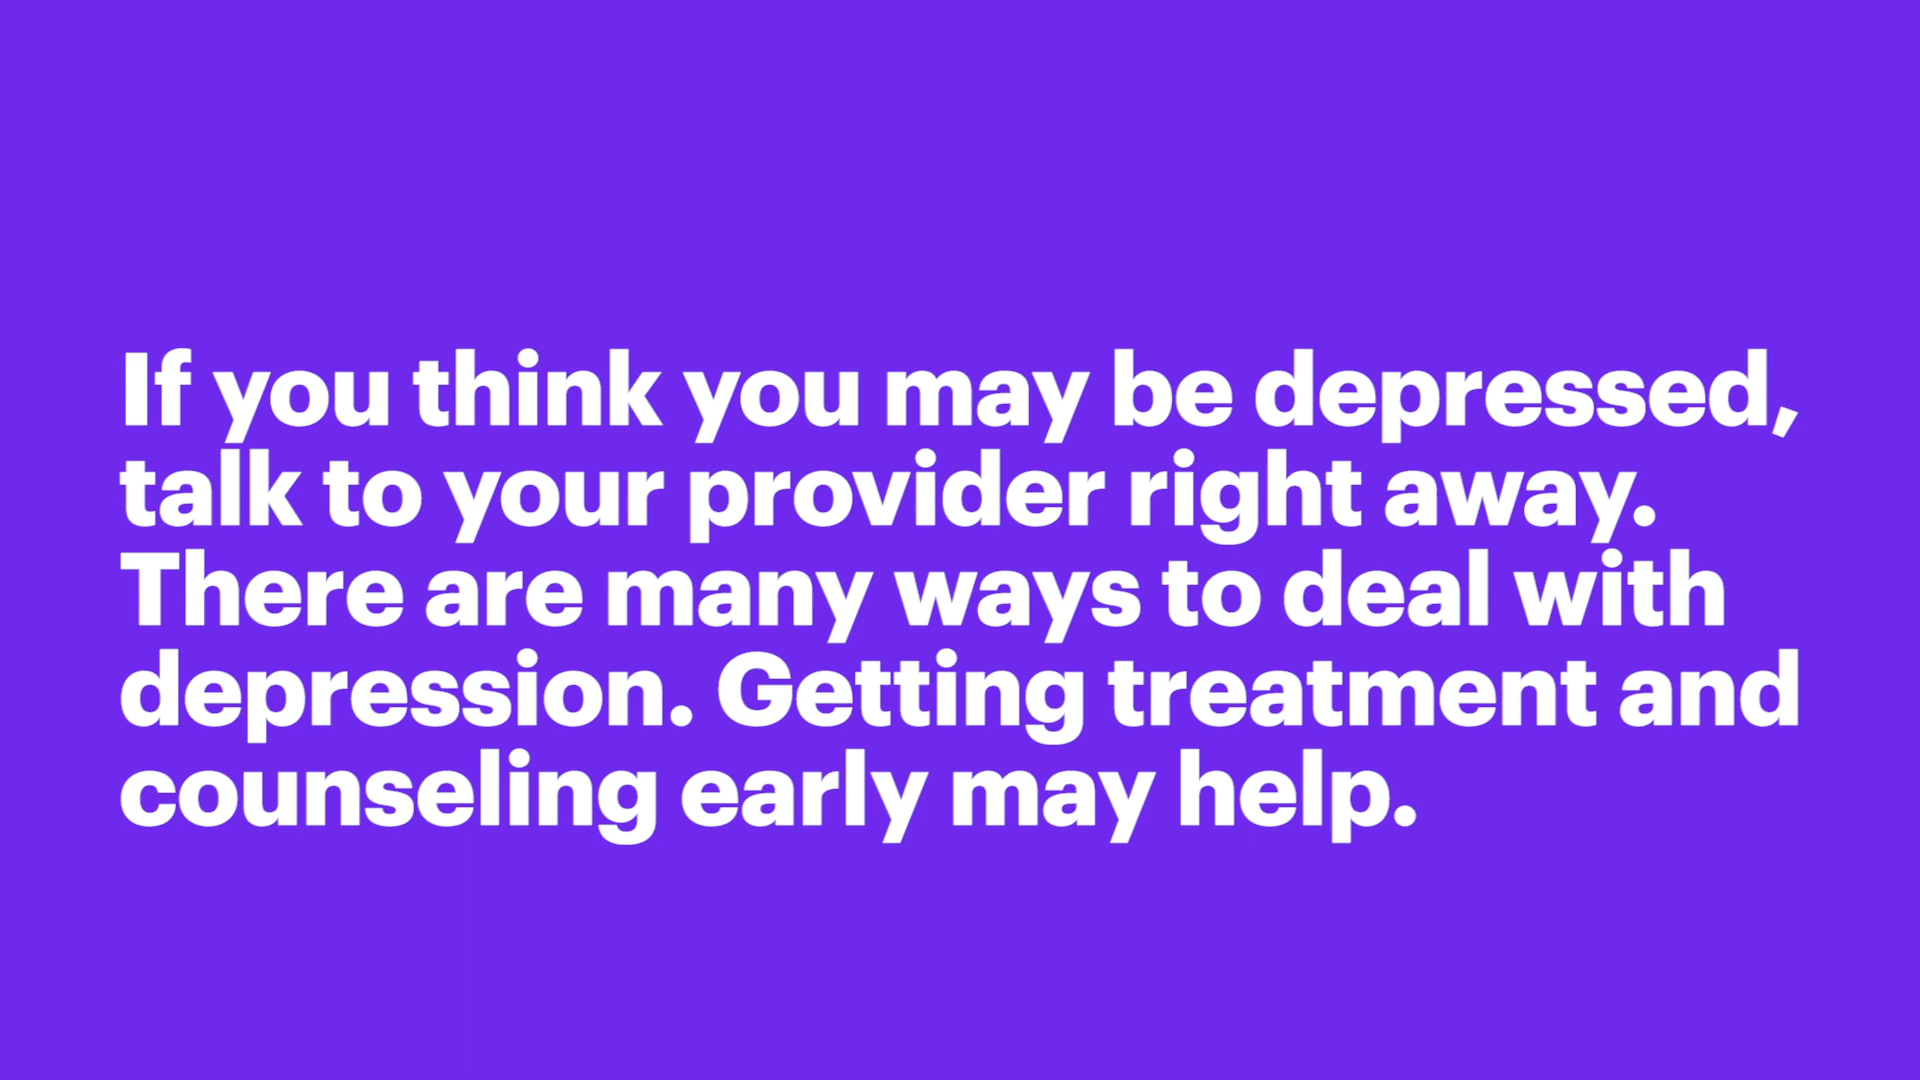 If you think you may be depressed,
talk to your provider right away.
There are many ways to deal with
depression. Getting treatment and
counseling early may help.